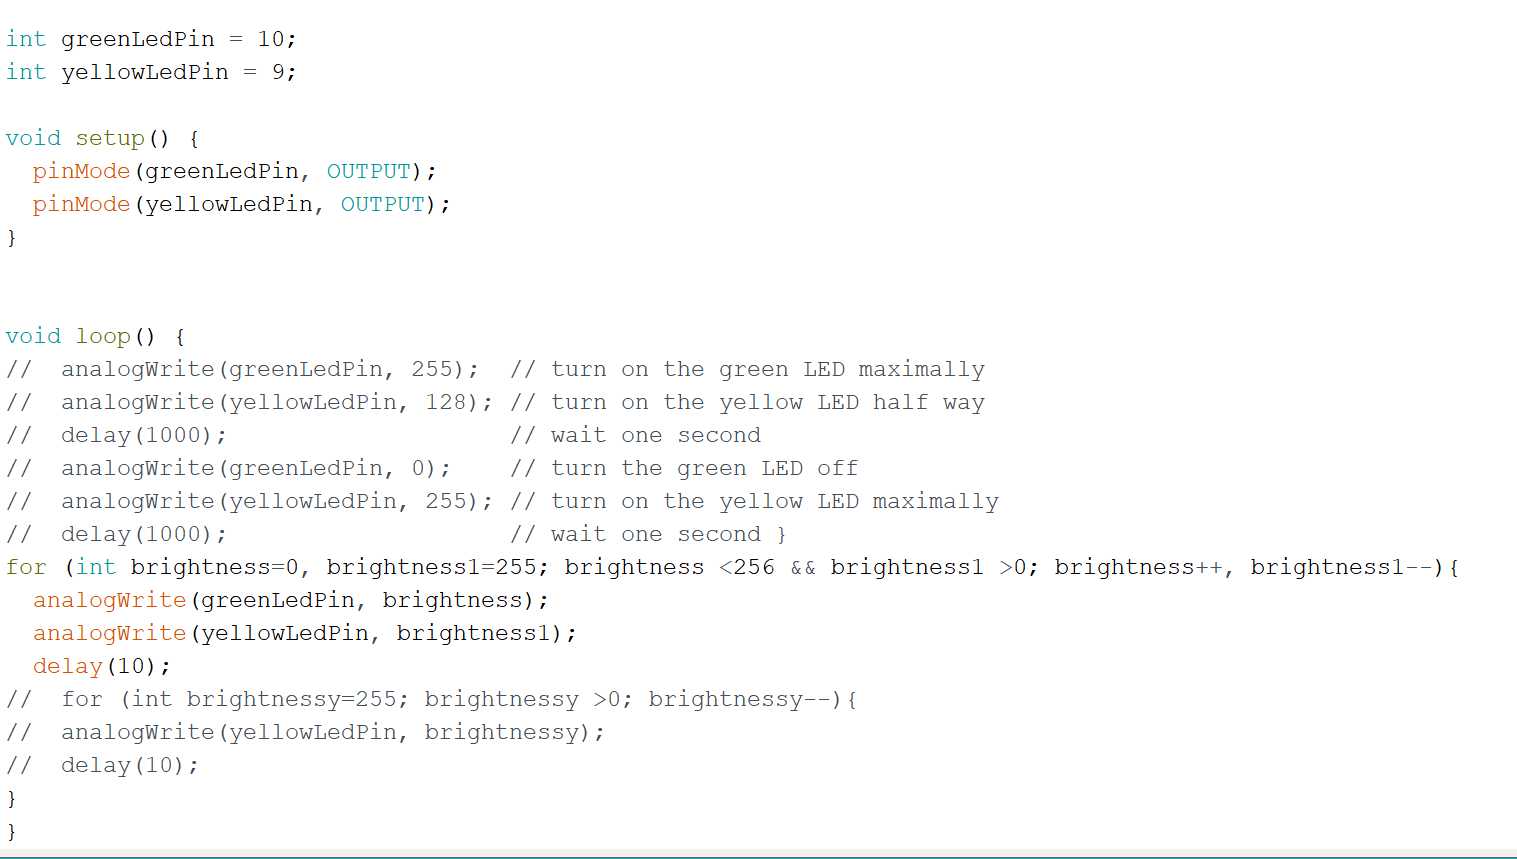 int greenLedPin = 10;
int yellowLedPin = 9;
void setup() {
  pinMode(greenLedPin, OUTPUT);
  pinMode(yellowLedPin, OUTPUT);
}
void loop() {
//  analogWrite(greenLedPin, 255);  // turn on the green LED maximally
//  analogWrite(yellowLedPin, 128); // turn on the yellow LED half way
//  delay(1000);                    // wait one second
//  analogWrite(greenLedPin, 0);    // turn the green LED off
//  analogWrite(yellowLedPin, 255); // turn on the yellow LED maximally
//  delay(1000);                    // wait one second }
for (int brightness=0, brightness1=255; brightness <256 && brightness1 >0; brightness++, brightness1--){
  analogWrite(greenLedPin, brightness);
  analogWrite(yellowLedPin, brightness1);
  delay(10);
//  for (int brightnessy=255; brightnessy >0; brightnessy--){
//  analogWrite(yellowLedPin, brightnessy);
//  delay(10);
}
}